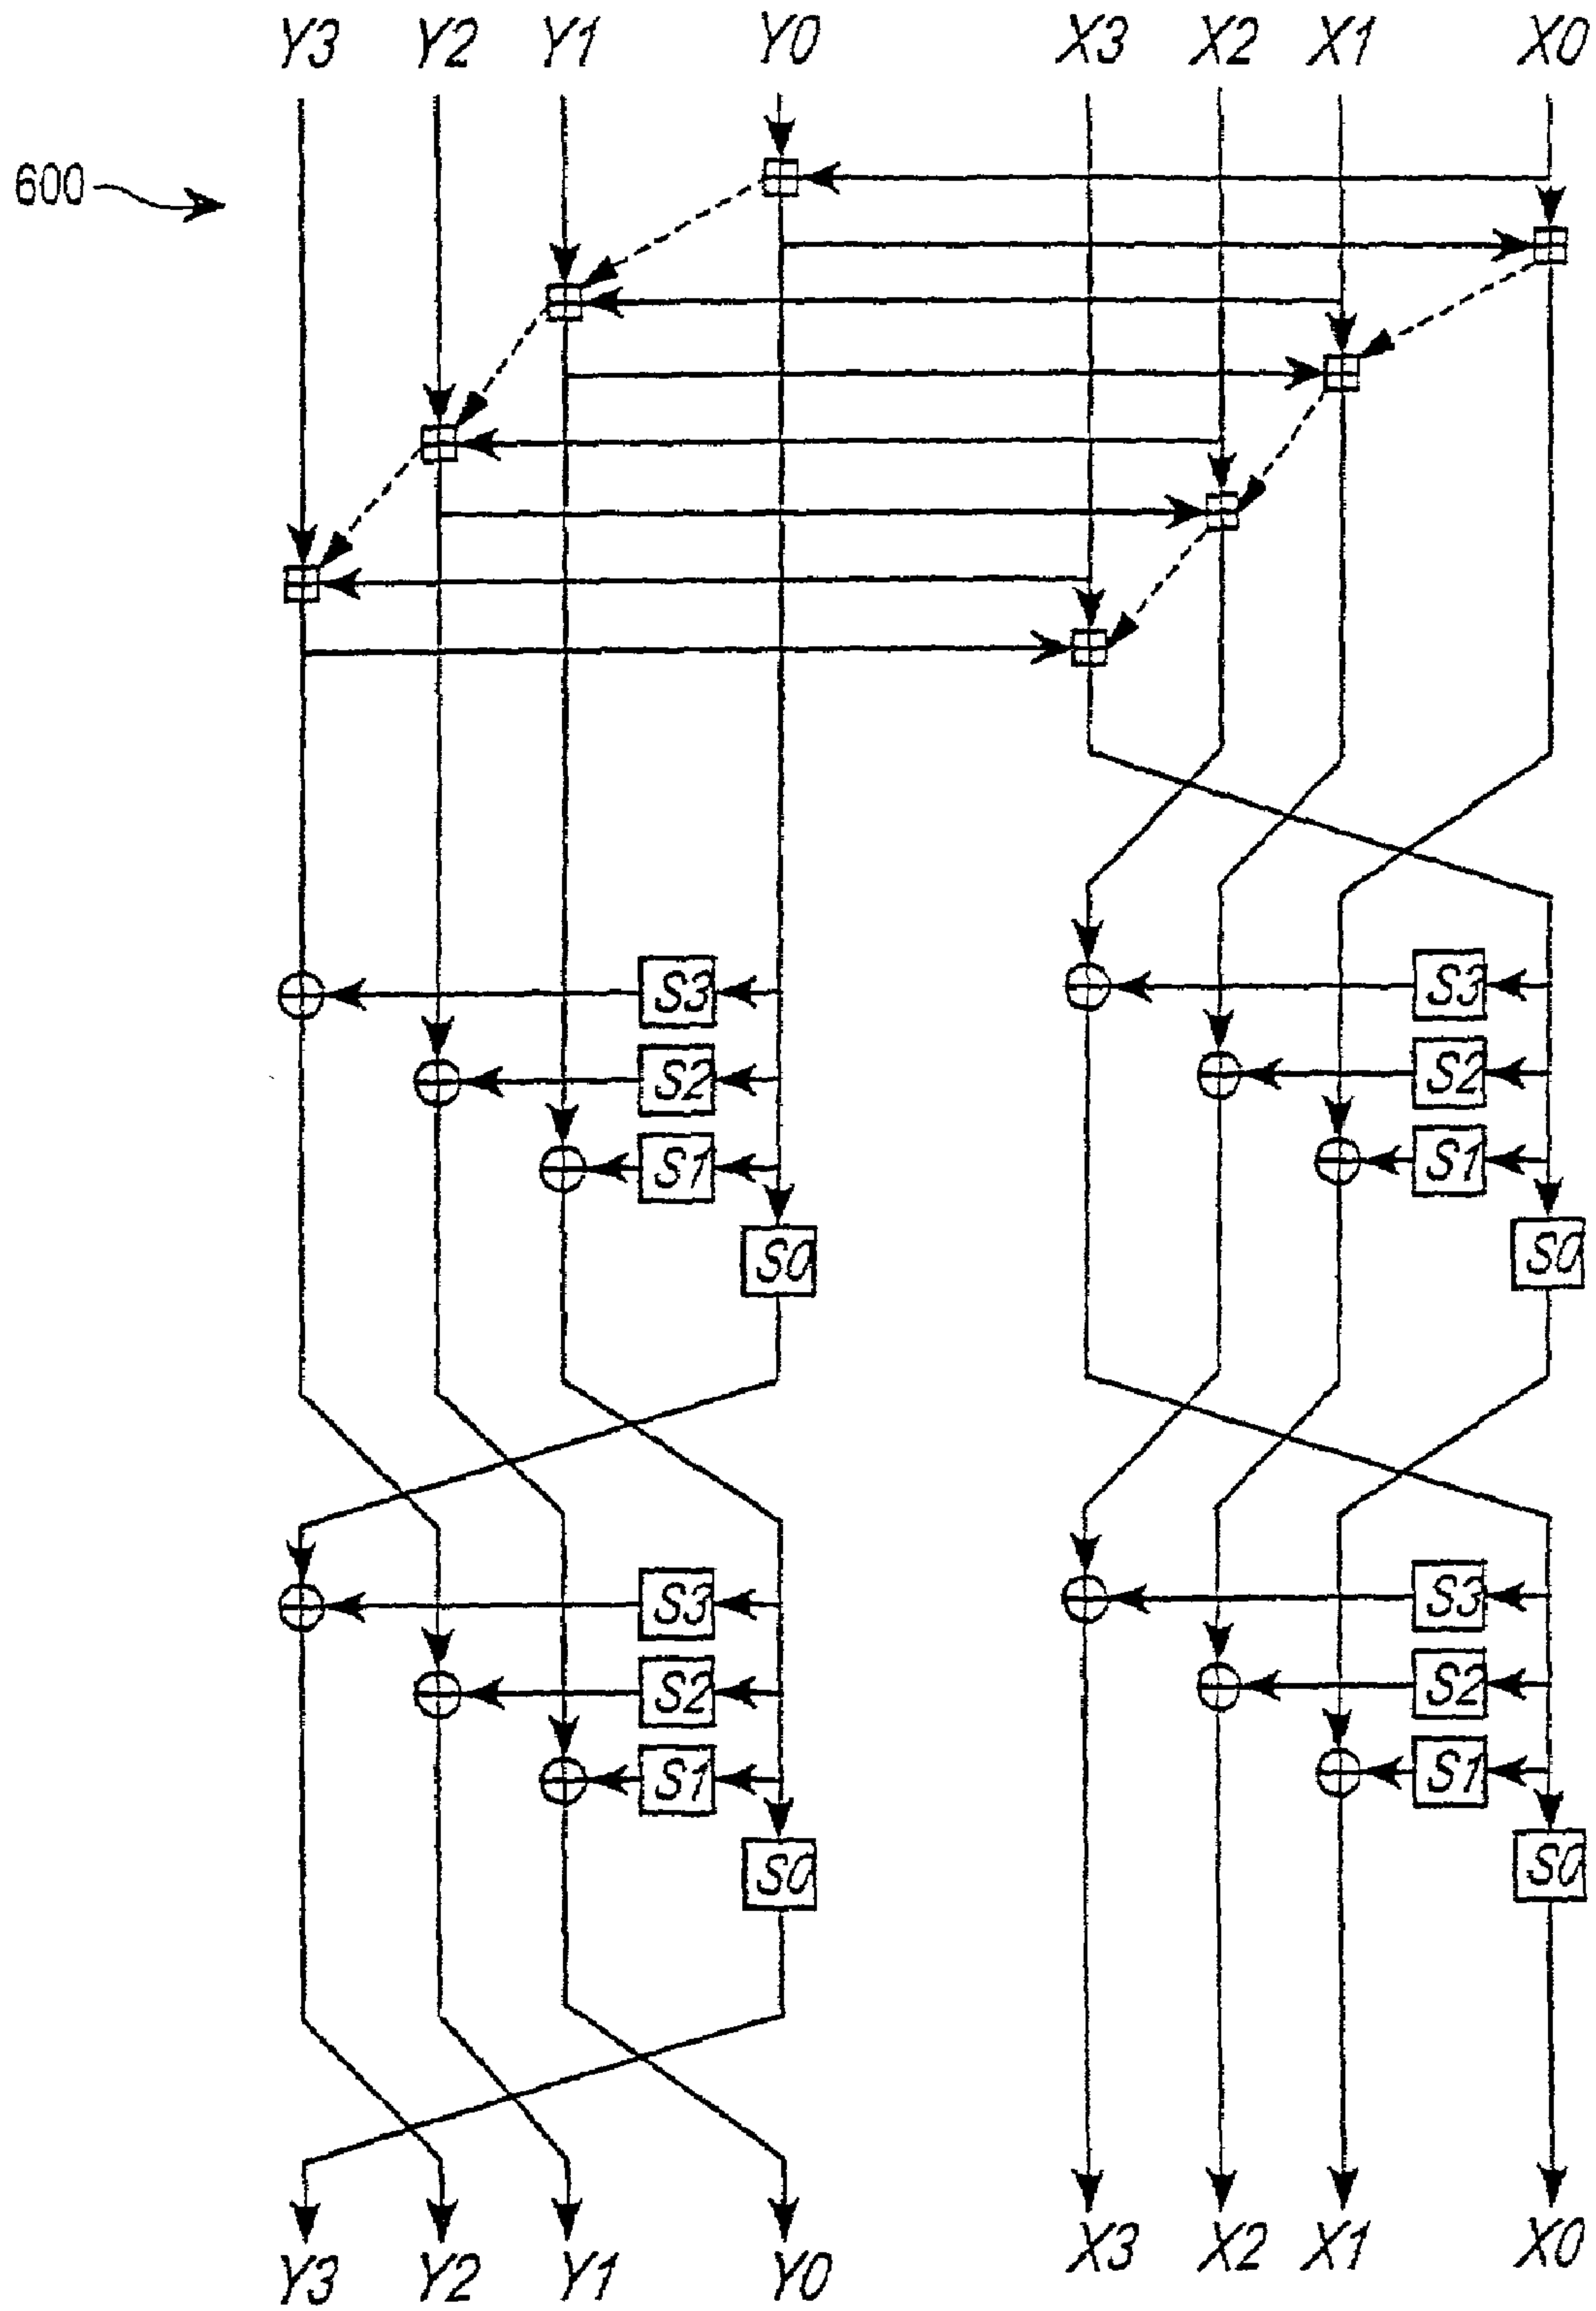 Y3 Y2 Y1 Y0 X3 X2 X1 X0
600
S3 S3
S2 S2
S1 S1
S0 S0
S3 S3
S2 S2
S1 S1
S0 S0
Y3 Y2 Y1 Y0 X3 X2 X1 X0